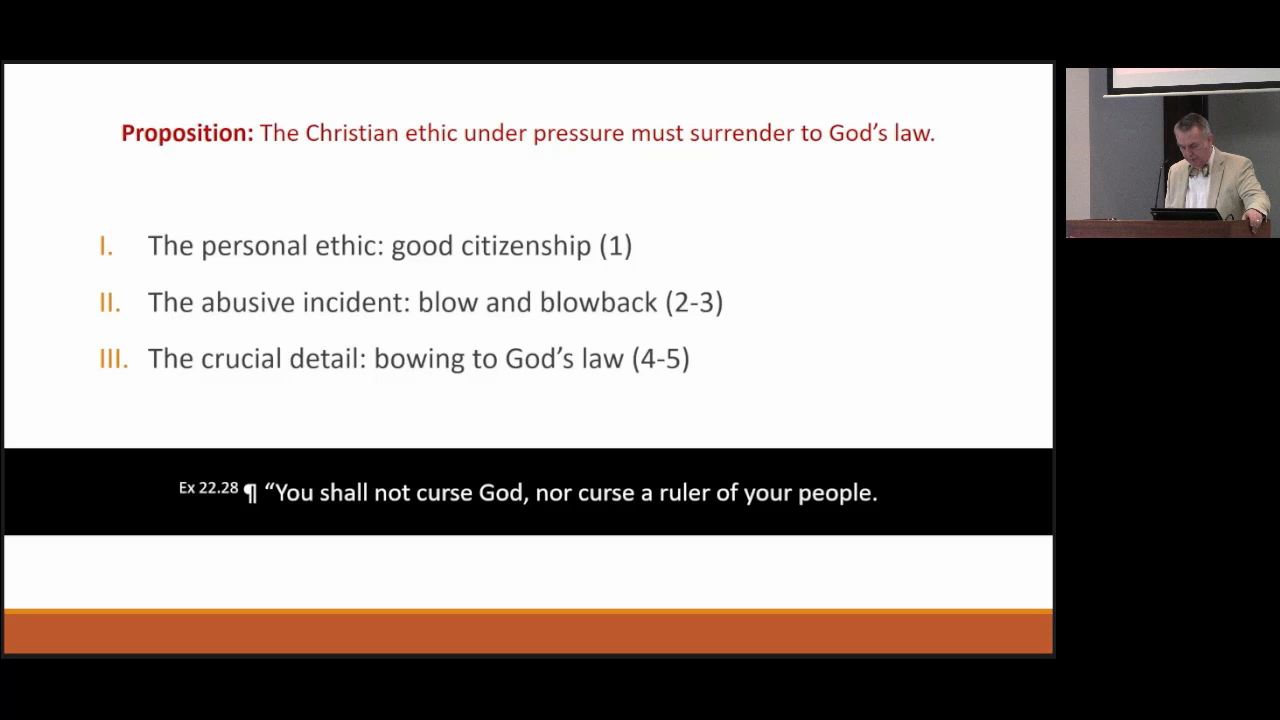 Proposition: The Christian ethic under pressure must surrender to God’s law.
I. The personal ethic: good citizenship (1)
II. The abusive incident: blow and blowback (2-3)
III. The crucial detail: bowing to God’s law (4-5)
Ex 22.28 ¶ “You shall not curse God, nor curse a ruler of your people.